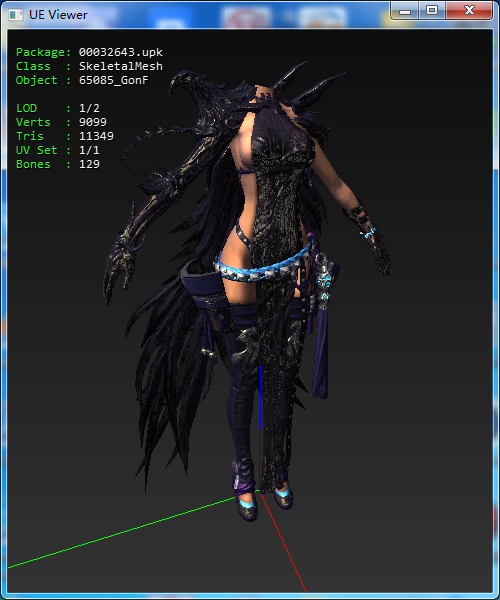 UE Viewer
Package: 00032643.upk
Class : SkeletalMesh
Object : 65085_GonF
LOD : 1/2
Verts : 9099
Tris : 11349
UV Set : 1/1
Bones : 129